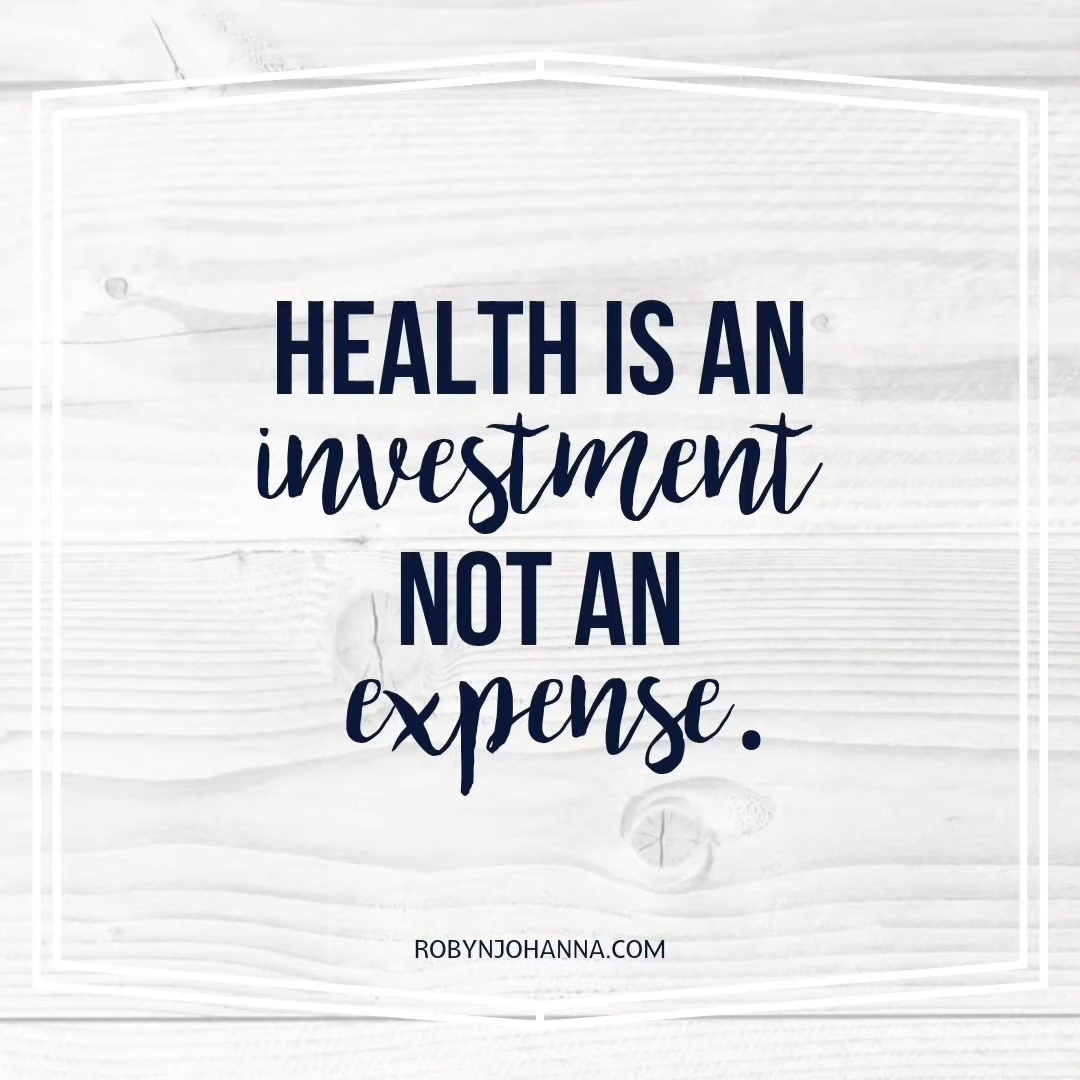 HEALTH IS AN
investment
NOT AN
expense.
ROBYNJOHANNA.COM